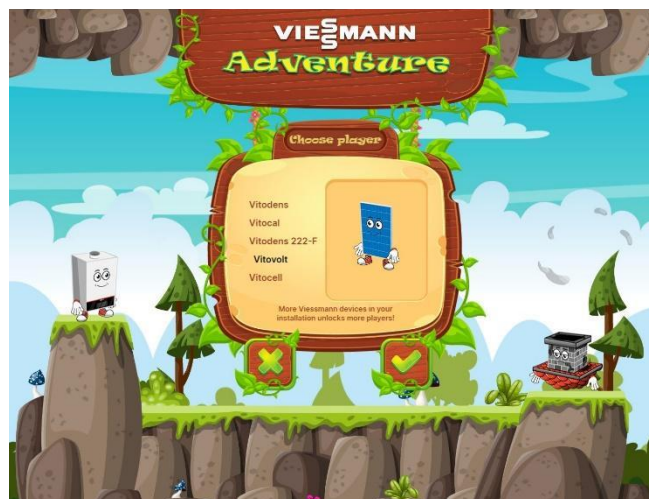 VIESSMANN
Adventure
Choose player
Vitodens
Vitocal
Vitodens 222-F
Vitovolt
Vitocell
More Viessmann devices in your
installation unlocks more players!